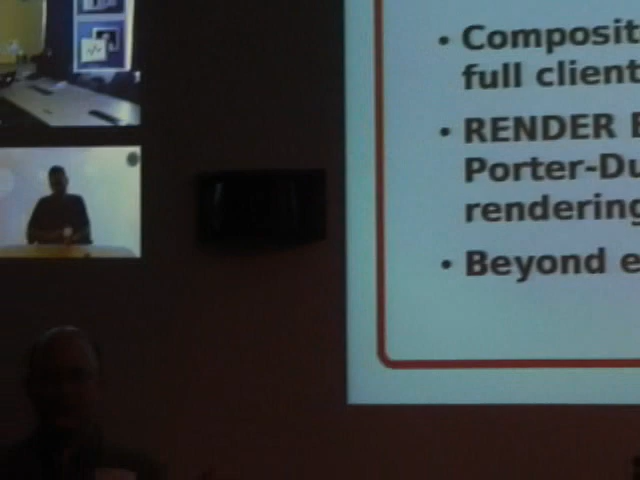 • Composit
full client
• RENDER E
Porter-Du
rendering
• Beyond e